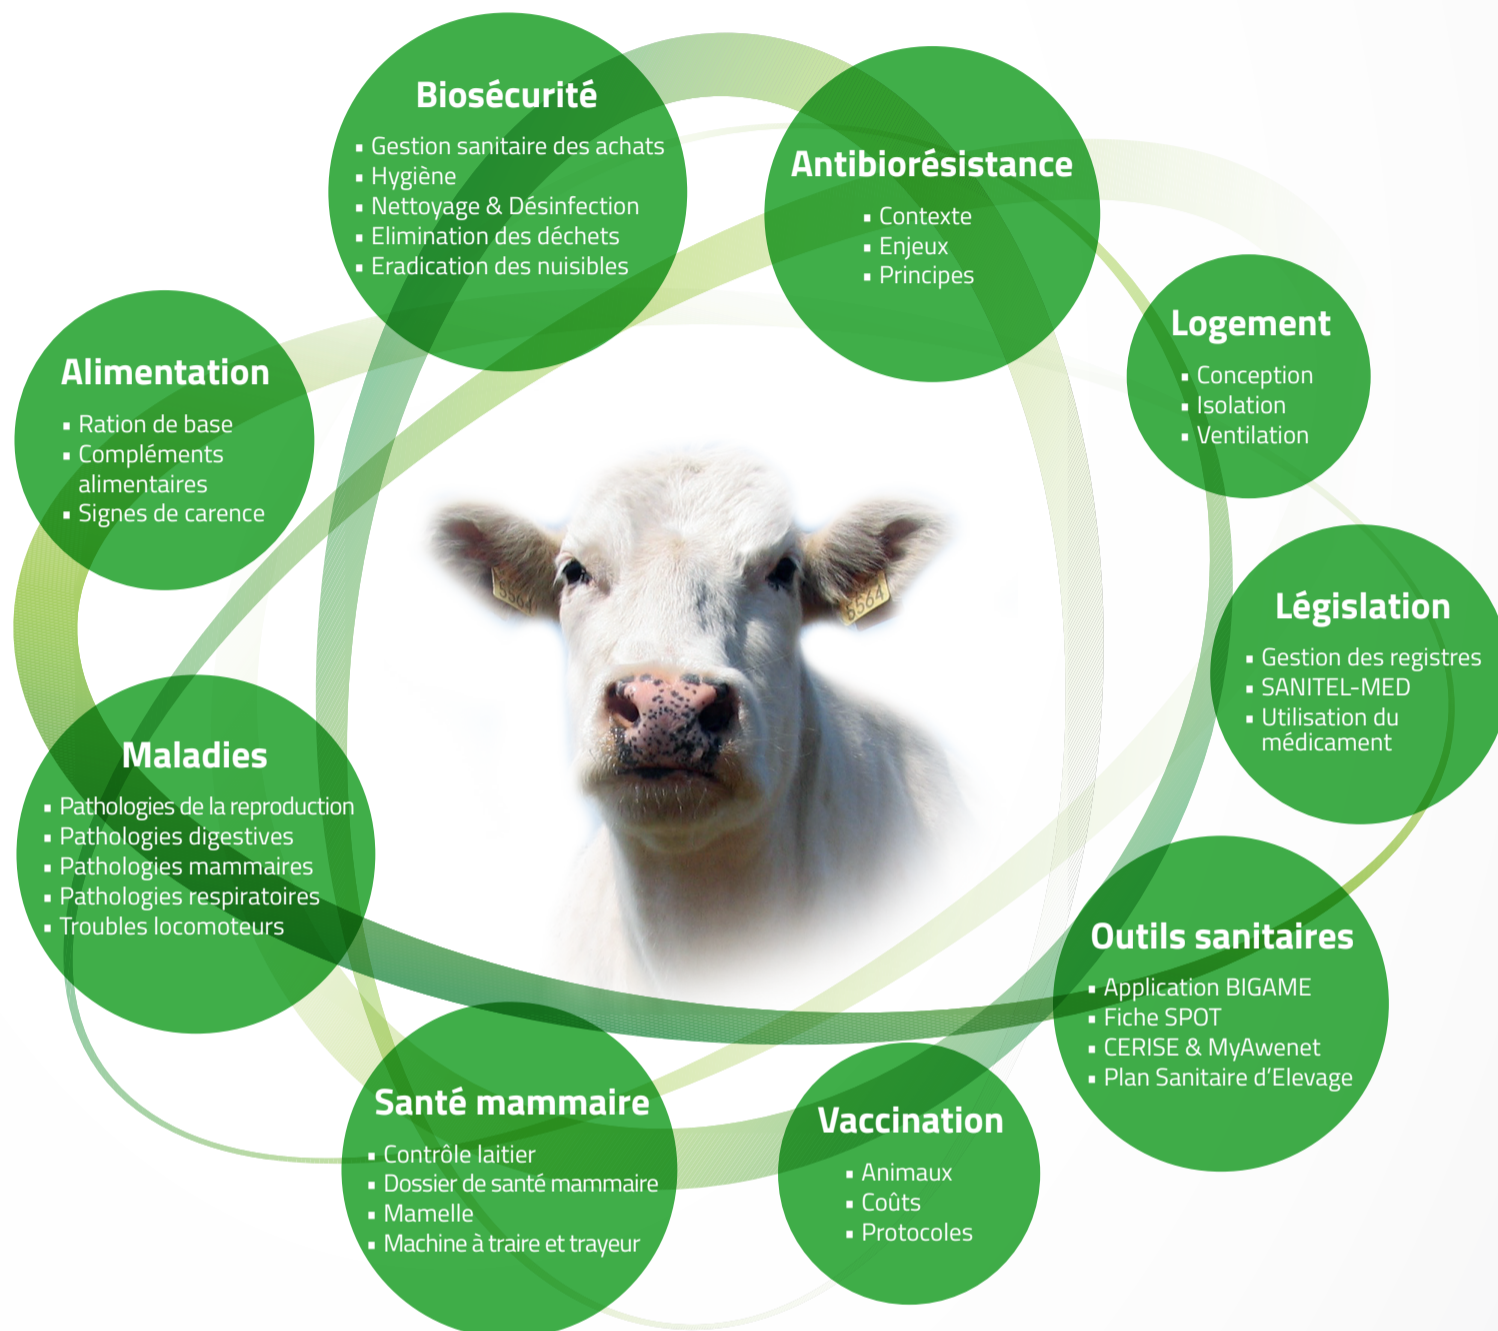 Biosécurité
▪ Gestion sanitaire des achats
▪ Hygiène
▪ Nettoyage & Désinfection
▪ Elimination des déchets
▪ Eradication des nuisibles
Antibiorésistance
▪ Contexte
▪ Enjeux
▪ Principes
Logement
▪ Conception
▪ Isolation
▪ Ventilation
Alimentation
▪ Ration de base
▪ Compléments
alimentaires
▪ Signes de carence
5564
5564
Législation
▪ Gestion des registres
▪ SANITEL-MED
▪ Utilisation du
médicament
Maladies
▪ Pathologies de la reproduction
▪ Pathologies digestives
▪ Pathologies mammaires
▪ Pathologies respiratoires
▪ Troubles locomoteurs
Outils sanitaires
▪ Application BIGAME
▪ Fiche SPOT
▪ CERISE & MyAwenet
▪ Plan Sanitaire d'Elevage
Santé mammaire
▪ Contrôle laitier
▪ Dossier de santé mammaire
▪ Mamelle
▪ Machine à traire et trayeur
Vaccination
▪ Animaux
▪ Coûts
▪ Protocoles